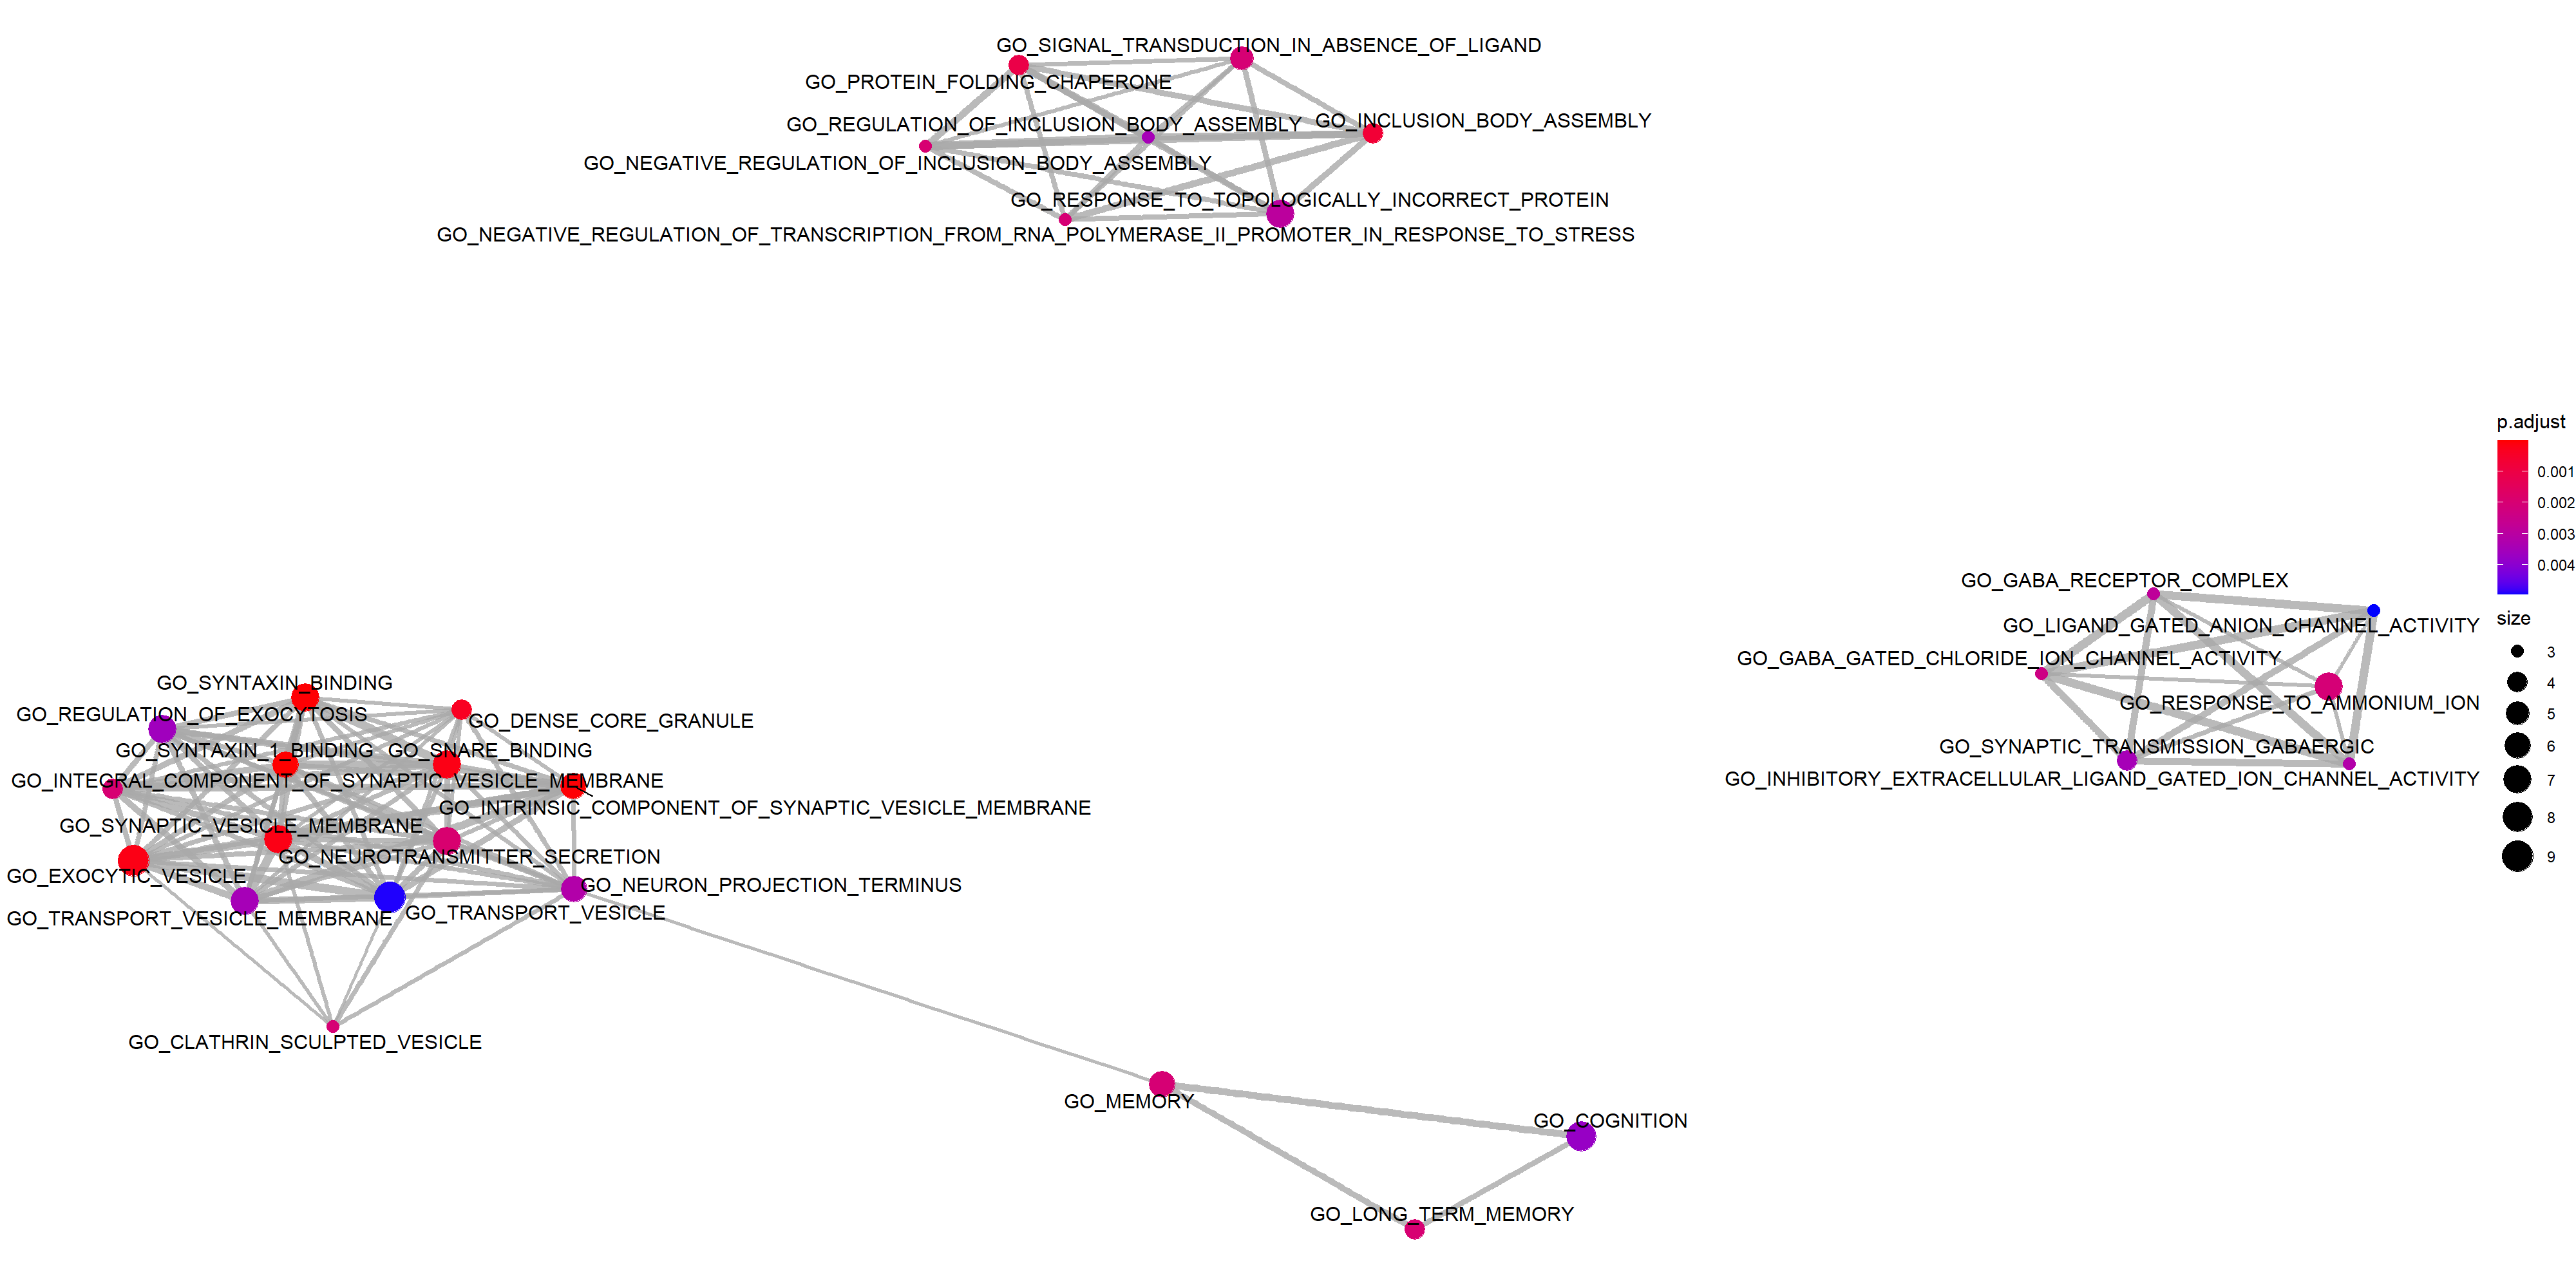 GO_SIGNAL_TRANSDUCTION_IN_ABSENCE_OF_LIGAND
GO_PROTEIN_FOLDING_CHAPERONE
GO_REGULATION_OF_INCLUSION_BODY_ASSEMBLY
GO_INCLUSION_BODY_ASSEMBLY
GO_NEGATIVE_REGULATION_OF_INCLUSION_BODY_ASSEMBLY
GO_RESPONSE_TO_TOPOLOGICALLY_INCORRECT_PROTEIN
GO_NEGATIVE_REGULATION_OF_TRANSCRIPTION_FROM_RNA_POLYMERASE_II_PROMOTER_IN_RESPONSE_TO_STRESS
GO_SYNTAXIN_BINDING
GO_REGULATION_OF_EXOCYTOSIS
GO_DENSE_CORE_GRANULE
GO_SYNTAXIN_1_BINDING
GO_SNARE_BINDING
GO_INTEGRAL_COMPONENT_OF_SYNAPTIC_VESICLE_MEMBRANE
GO_INTRINSIC_COMPONENT_OF_SYNAPTIC_VESICLE_MEMBRANE
GO_SYNAPTIC_VESICLE_MEMBRANE
GO_NEUROTRANSMITTER_SECRETION
GO_EXOCYTIC_VESICLE
GO_NEURON_PROJECTION_TERMINUS
GO_TRANSPORT_VESICLE_MEMBRANE
GO_TRANSPORT_VESICLE
GO_CLATHRIN_SCULPTED_VESICLE
GO_MEMORY
GO_COGNITION
GO_LONG_TERM_MEMORY
GO_GABA_RECEPTOR_COMPLEX
GO_LIGAND_GATED_ANION_CHANNEL_ACTIVITY
GO_GABA_GATED_CHLORIDE_ION_CHANNEL_ACTIVITY
GO_RESPONSE_TO_AMMONIUM_ION
GO_SYNAPTIC_TRANSMISSION_GABAERGIC
GO_INHIBITORY_EXTRACELLULAR_LIGAND_GATED_ION_CHANNEL_ACTIVITY
p.adjust
0.001
0.002
0.003
0.004
size
3
4
5
6
7
8
9